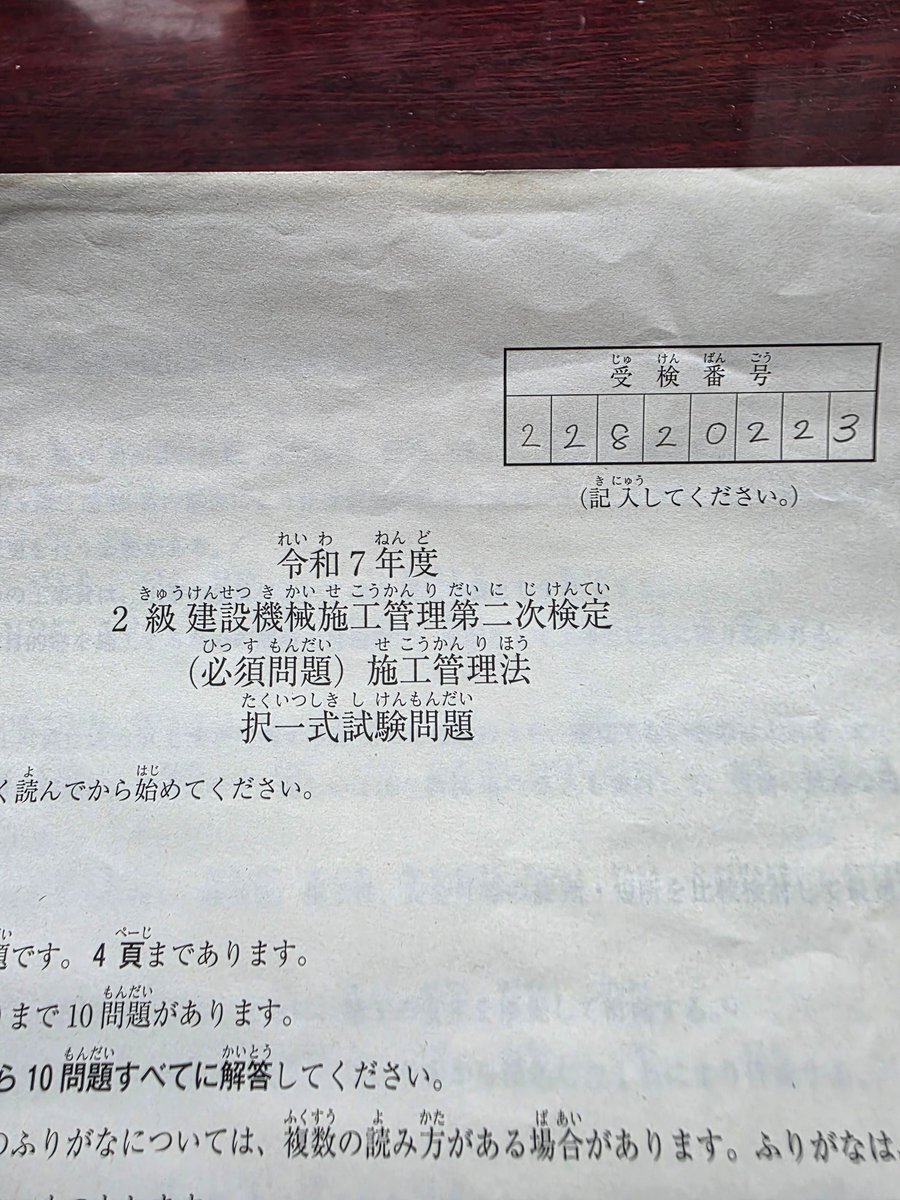 受検番号
22820223
(記入してください。)
令和7年度
2級 建設機械施工管理第二次検定
(必須問題) 施工管理法
択一式試験問題
く読んでから始めてください。
題です。4頁まであります。
まで10問題があります。
ら10問題すべてに解答してください。
のふりがなについては、複数の読み方がある場合があります。ふりがなは、